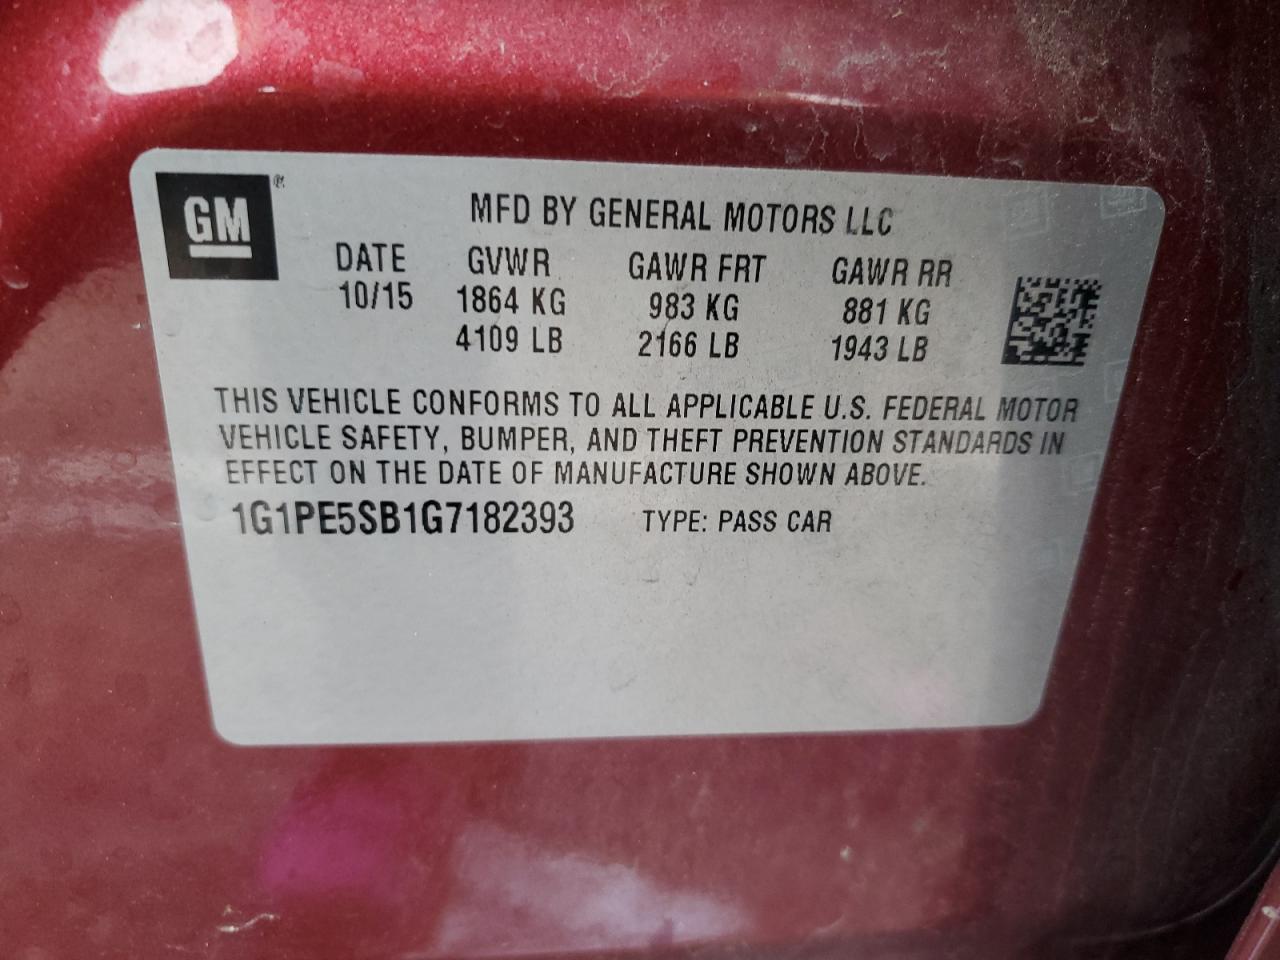 GM®
MFD BY GENERAL MOTORS LLC
DATE GVWR GAWR FRT GAWR RR
10/15 1864 KG 983 KG 881 KG
4109 LB 2166 LB 1943 LB
THIS VEHICLE CONFORMS TO ALL APPLICABLE U.S. FEDERAL MOTOR
VEHICLE SAFETY, BUMPER, AND THEFT PREVENTION STANDARDS IN
EFFECT ON THE DATE OF MANUFACTURE SHOWN ABOVE.
1G1PE5SB1G7182393 TYPE: PASS CAR